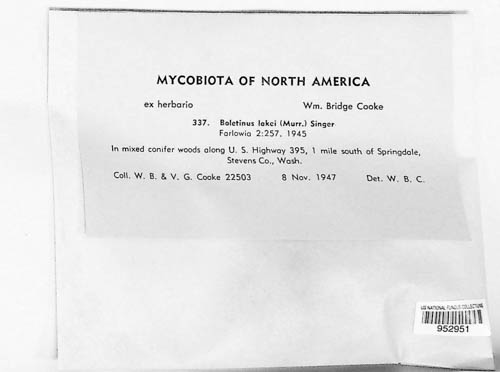 MYCOBIOTA OF NORTH AMERICA
ex herbario Wm. Bridge Cooke
337. Boletinus lakei (Murr.) Singer
Farlowia 2:257, 1945
In mixed conifer woods along U. S. Highway 395, 1 mile south of Springdale,
Stevens Co., Wash.
Coll. W. B. & V. G. Cooke 22503 8 Nov. 1947 Det. W. B. C.
US NATIONAL FUNGUS COLLECTIONS
952951